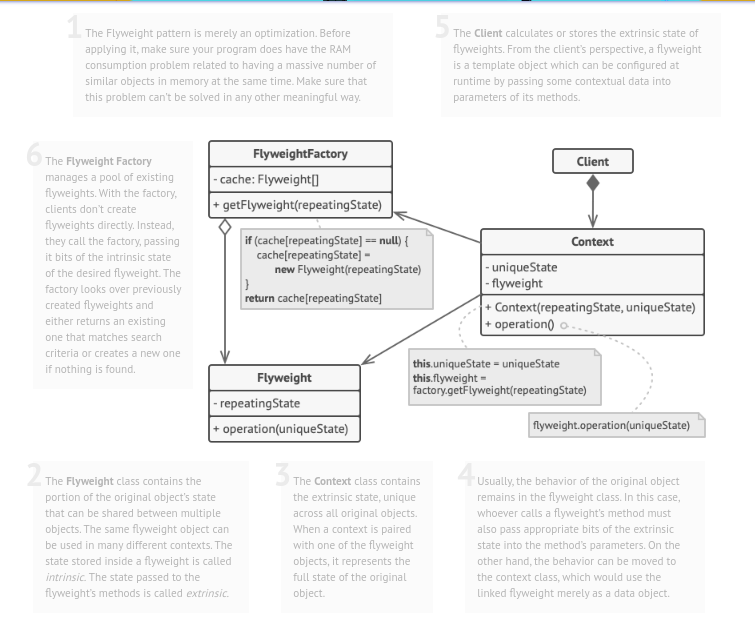 1
The Flyweight pattern is merely an optimization. Before
applying it, make sure your program does have the RAM
consumption problem related to having a massive number of
similar objects in memory at the same time. Make sure that
this problem can't be solved in any other meaningful way.
5
The Client calculates or stores the extrinsic state of
flyweights. From the client's perspective, a flyweight
is a template object which can be configured at
runtime by passing some contextual data into
parameters of its methods.
6
The Flyweight Factory
manages a pool of existing
flyweights. With the factory,
clients don't create
flyweights directly. Instead,
they call the factory, passing
it bits of the intrinsic state
of the desired flyweight. The
factory looks over previously
created flyweights and
either returns an existing
one that matches search
criteria or creates a new one
if nothing is found.
FlyweightFactory
- cache: Flyweight[]
+ getFlyweight(repeatingState)
if (cache[repeatingState] == null) {
cache[repeatingState] =
new Flyweight(repeatingState)
}
return cache[repeatingState]
Client
Context
- uniqueState
- flyweight
+ Context(repeatingState, uniqueState)
+ operation()
this.uniqueState = uniqueState
this.flyweight =
factory.getFlyweight(repeatingState)
flyweight.operation(uniqueState)
Flyweight
- repeatingState
+ operation(uniqueState)
2
The Flyweight class contains the
portion of the original object's state
that can be shared between multiple
objects. The same flyweight object can
be used in many different contexts. The
state stored inside a flyweight is called
intrinsic. The state passed to the
flyweight's methods is called extrinsic.
3
The Context class contains
the extrinsic state, unique
across all original objects.
When a context is paired
with one of the flyweight
objects, it represents the
full state of the original
object.
4
Usually, the behavior of the original object
remains in the flyweight class. In this case,
whoever calls a flyweight's method must
also pass appropriate bits of the extrinsic
state into the method's parameters. On the
other hand, the behavior can be moved to
the context class, which would use the
linked flyweight merely as a data object.